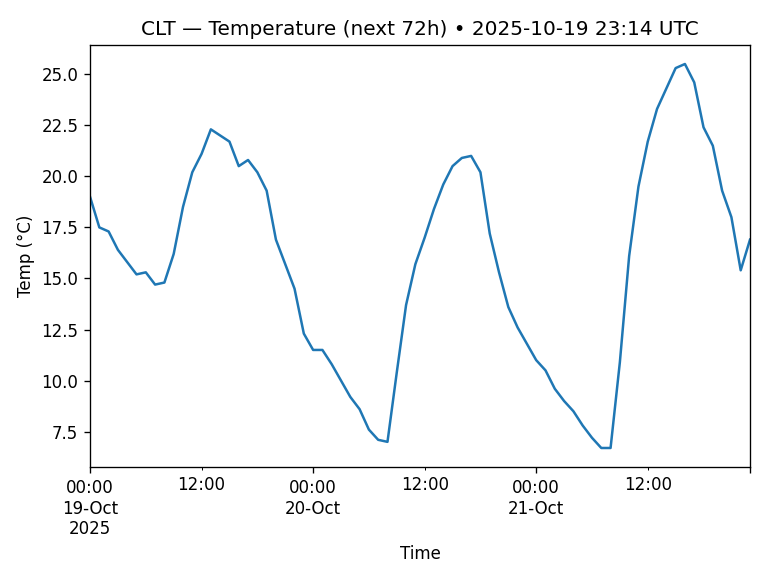 CLT — Temperature (next 72h) • 2025-10-19 23:14 UTC
Temp (°C)
25.0
22.5
20.0
17.5
15.0
12.5
10.0
7.5
00:00 12:00 00:00 12:00 00:00 12:00
19-Oct 20-Oct 21-Oct
2025
Time